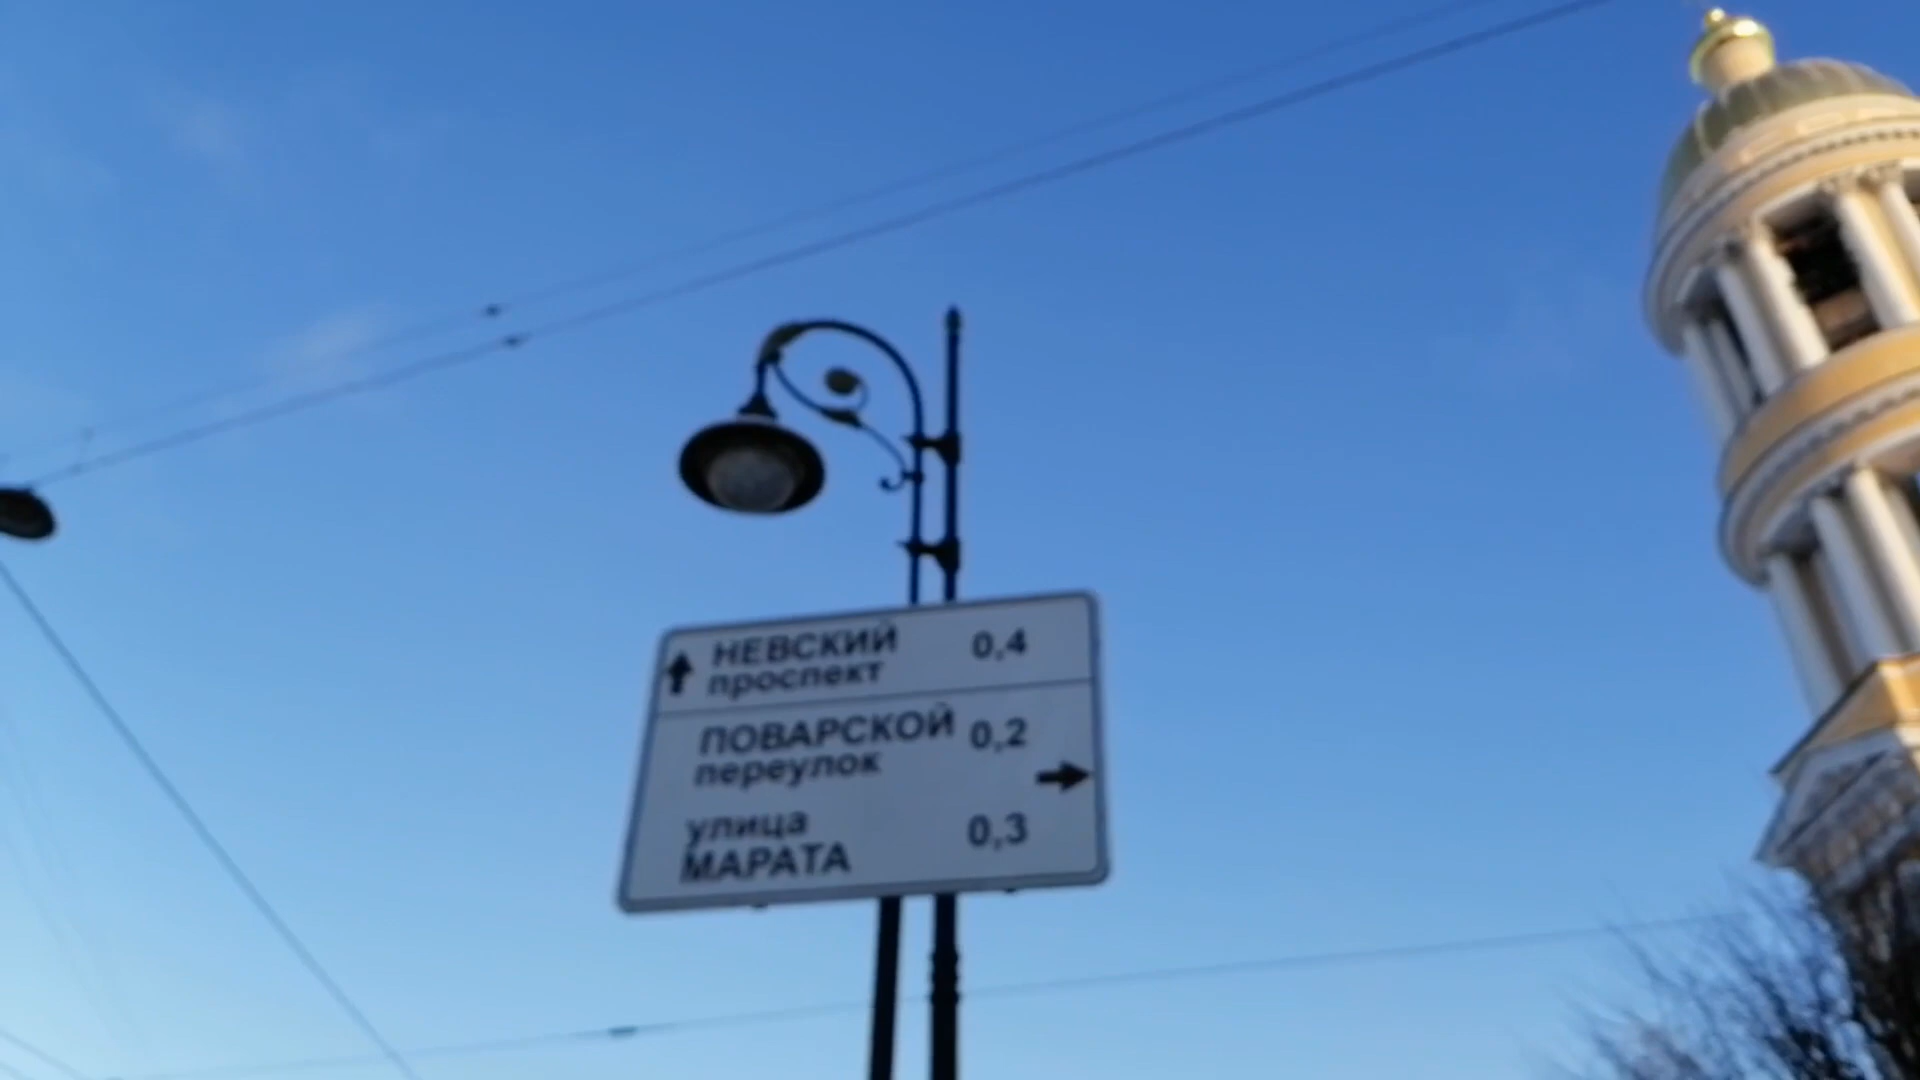 НЕВСКИЙ 0,4
проспект
ПОВАРСКОЙ 0,2
переулок
улица 0,3
МАРАТА